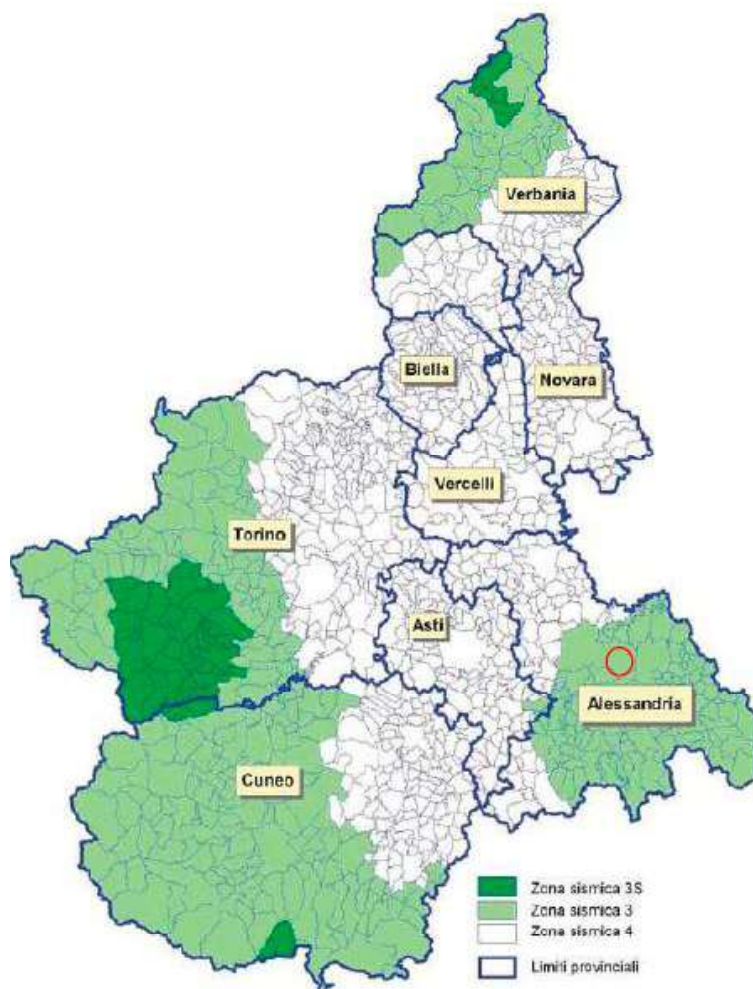 Verbania
Biella
Novara
Vercelli
Torino
Asti
Alessandria
Cuneo
Zona sismica 3S
Zona sismica 3
Zona sismica 4
Limiti provinciali